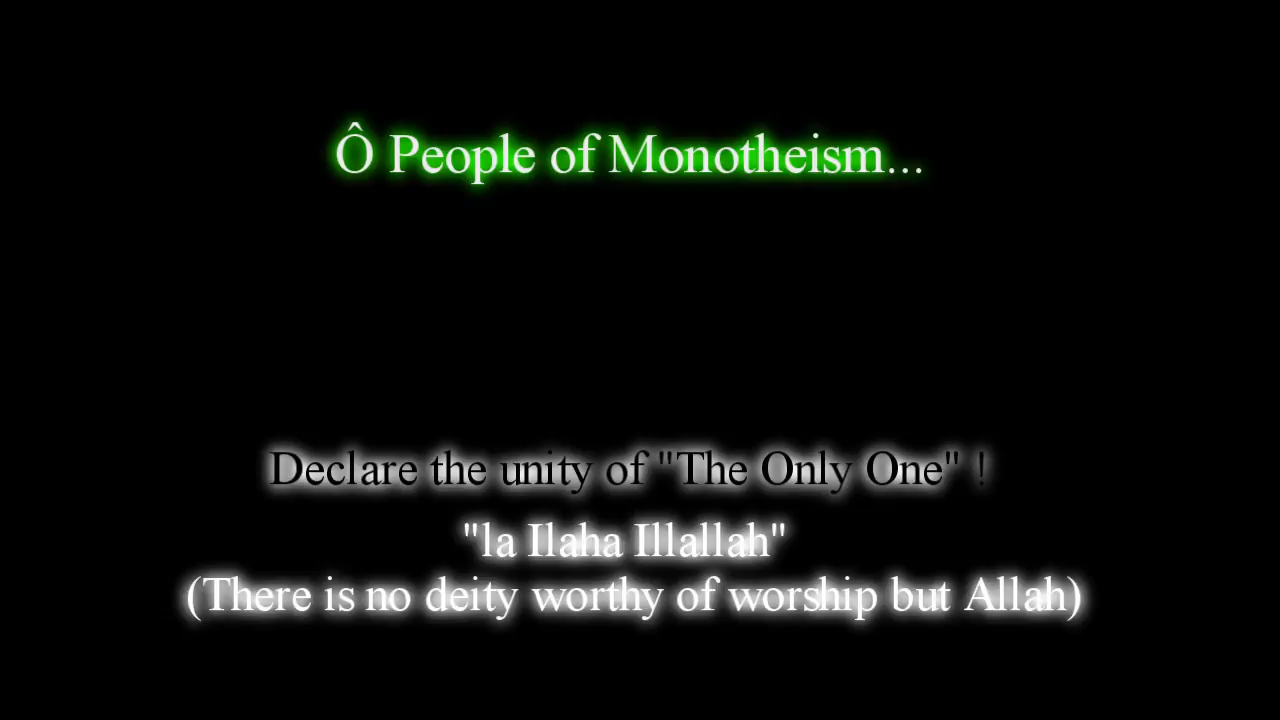 Ô People of Monotheism...
Declare the unity of "The Only One" !
"la Ilaha Illallah"
(There is no deity worthy of worship but Allah)